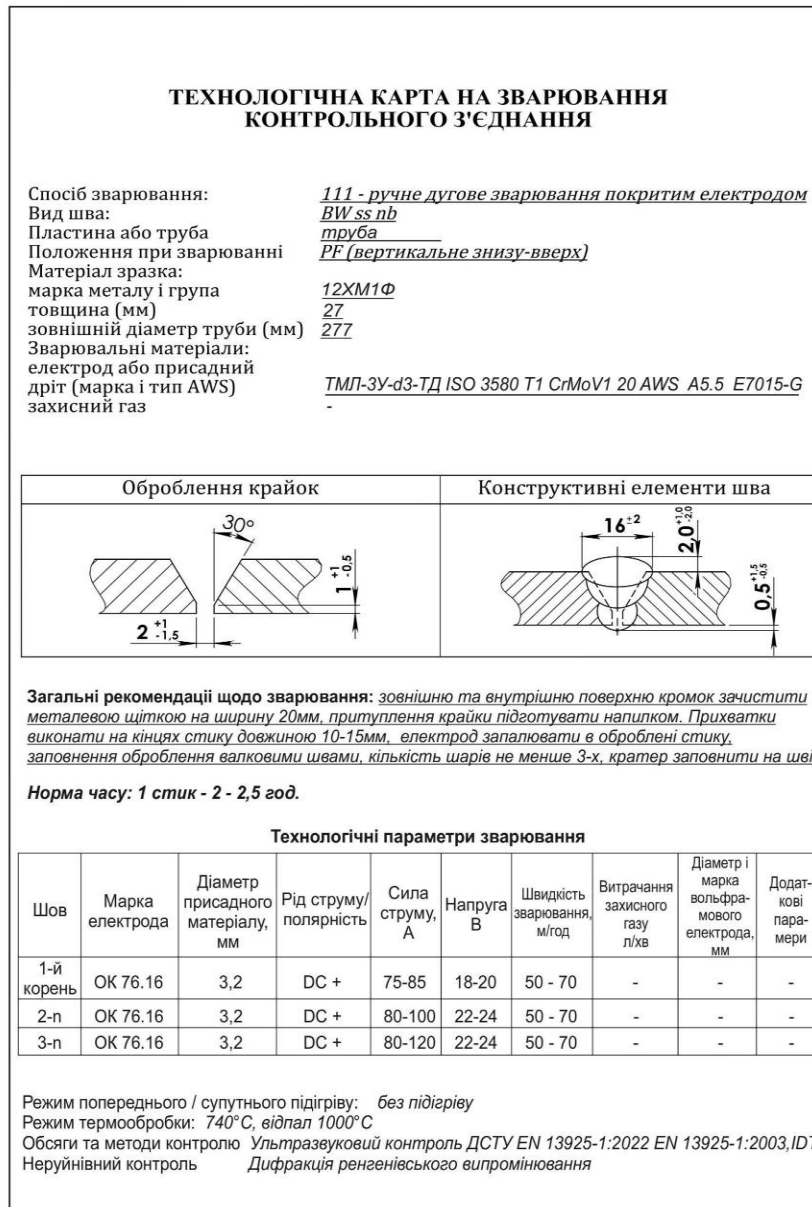 ТЕХНОЛОГІЧНА КАРТА НА ЗВАРЮВАННЯ
КОНТРОЛЬНОГО З'ЄДНАННЯ
Спосіб зварювання: 111 - ручне дугове зварювання покритим електродом
Вид шва: BW ss nb
Пластина або труба труба
Положення при зварюванні PF (вертикальне знизу-вверх)
Матеріал зразка:
марка металу і група 12ХМ1Ф
товщина (мм) 27
зовнішній діаметр труби (мм) 277
Зварювальні матеріали:
електрод або присадний
дріт (марка і тип AWS) ТМЛ-3У-d3-ТД ISO 3580 T1 CrMoV1 20 AWS A5.5 E7015-G
захисний газ -
Оброблення крайок Конструктивні елементи шва
30°
1 +1 -0,5
2 +1 -1,5
16±2
2,0 +1,0 -2,0
0,5 +1,5 -0,5
Загальні рекомендації щодо зварювання: зовнішню та внутрішню поверхню кромок зачистити
металевою щіткою на ширину 20мм, притуплення крайки підготувати напилком. Прихватки
виконати на кінцях стику довжиною 10-15мм, електрод запалювати в оброблені стику,
заповнення оброблення валковими швами, кількість шарів не менше 3-х, кратер заповнити на шві
Норма часу: 1 стик - 2 - 2,5 год.
Технологічні параметри зварювання
Шов Марка електрода Діаметр присадного матеріалу, мм Рід струму/ полярність Сила струму, А Напруга В Швидкість зварювання, м/год Витрачання захисного газу л/хв Діаметр і марка вольфра-мового електрода, мм Додат-кові пара-мери
1-й корень ОК 76.16 3,2 DC + 75-85 18-20 50 - 70 - - -
2-n ОК 76.16 3,2 DC + 80-100 22-24 50 - 70 - - -
3-n ОК 76.16 3,2 DC + 80-120 22-24 50 - 70 - - -
Режим попереднього / супутнього підігріву: без підігріву
Режим термообробки: 740°С, відпал 1000°С
Обсяги та методи контролю Ультразвуковий контроль ДСТУ EN 13925-1:2022 EN 13925-1:2003,IDT
Неруйнівний контроль Дифракція ренгенівського випромінювання